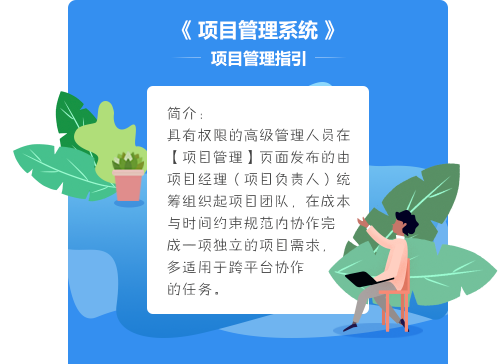 《 项目管理系统 》
项目管理指引
简介：
具有权限的高级管理人员在
【项目管理】页面发布的由
项目经理（项目负责人）统
筹组织起项目团队，在成本
与时间约束规范内协作完
成一项独立的项目需求，
多适用于跨平台协作
的任务。